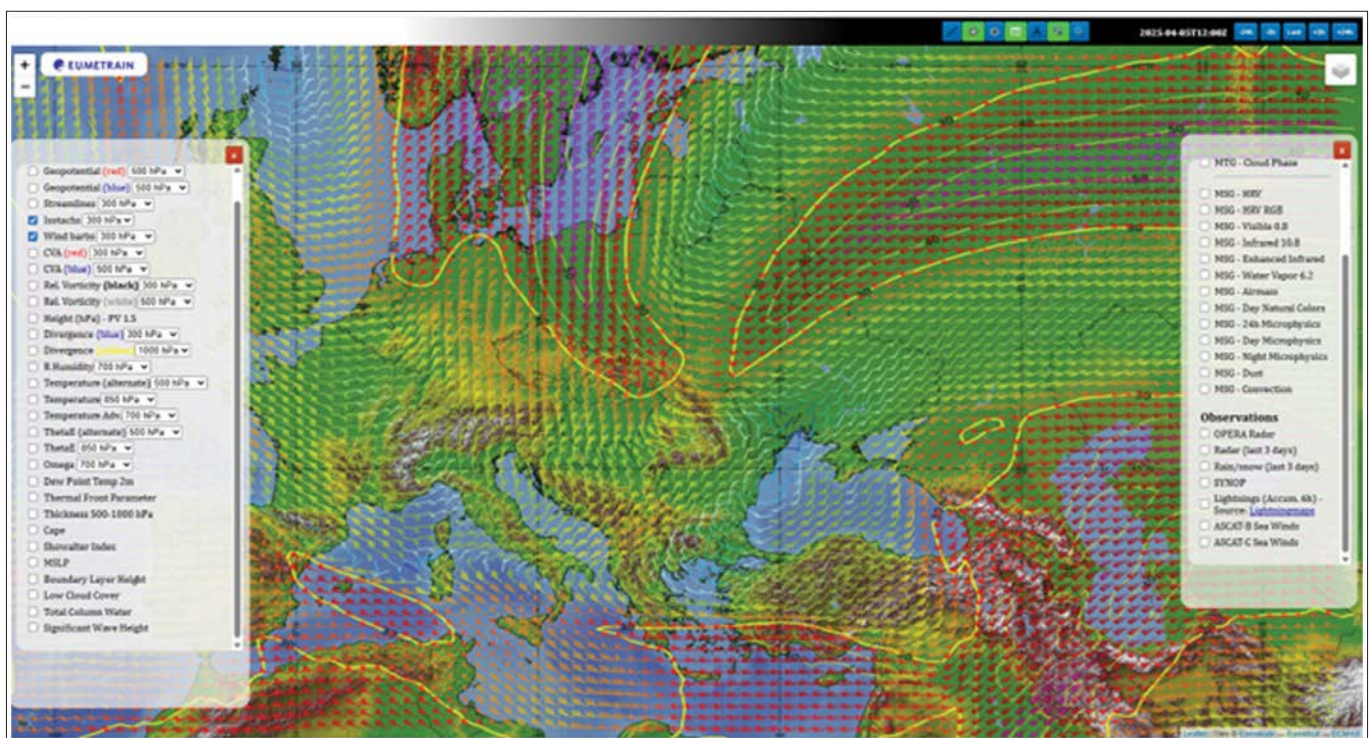 2025-04-05T12:00Z
Last
+
−
EUMETRAIN
x
Geopotential (red) 500 hPa
Geopotential (blue) 500 hPa
Streamlines 300 hPa
Isotachs 300 hPa
Wind barbs 300 hPa
CVA (red) 300 hPa
CVA (blue) 500 hPa
Rel. Vorticity (black) 300 hPa
Rel. Vorticity (white) 500 hPa
Height (hPa) - PV 1.5
Divergence (blue) 300 hPa
Divergence 1000 hPa
R.Humidity 700 hPa
Temperature (alternate) 500 hPa
Temperature 850 hPa
Temperature Adv. 700 hPa
ThetaE (alternate) 500 hPa
ThetaE 850 hPa
Omega 700 hPa
Dew Point Temp 2m
Thermal Front Parameter
Thickness 500-1000 hPa
Cape
Showalter Index
MSLP
Boundary Layer Height
Low Cloud Cover
Total Column Water
Significant Wave Height
x
MTG - Cloud Phase
MSG - HRV
MSG - HRV RGB
MSG - Visible 0.8
MSG - Infrared 10.8
MSG - Enhanced Infrared
MSG - Water Vapor 6.2
MSG - Airmass
MSG - Day Natural Colors
MSG - 24h Microphysics
MSG - Day Microphysics
MSG - Night Microphysics
MSG - Dust
MSG - Convection
Observations
OPERA Radar
Radar (last 3 days)
Rain/snow (last 3 days)
SYNOP
Lightnings (Accum. 6h) -
Source: Lightningmaps
ASCAT-B Sea Winds
ASCAT-C Sea Winds